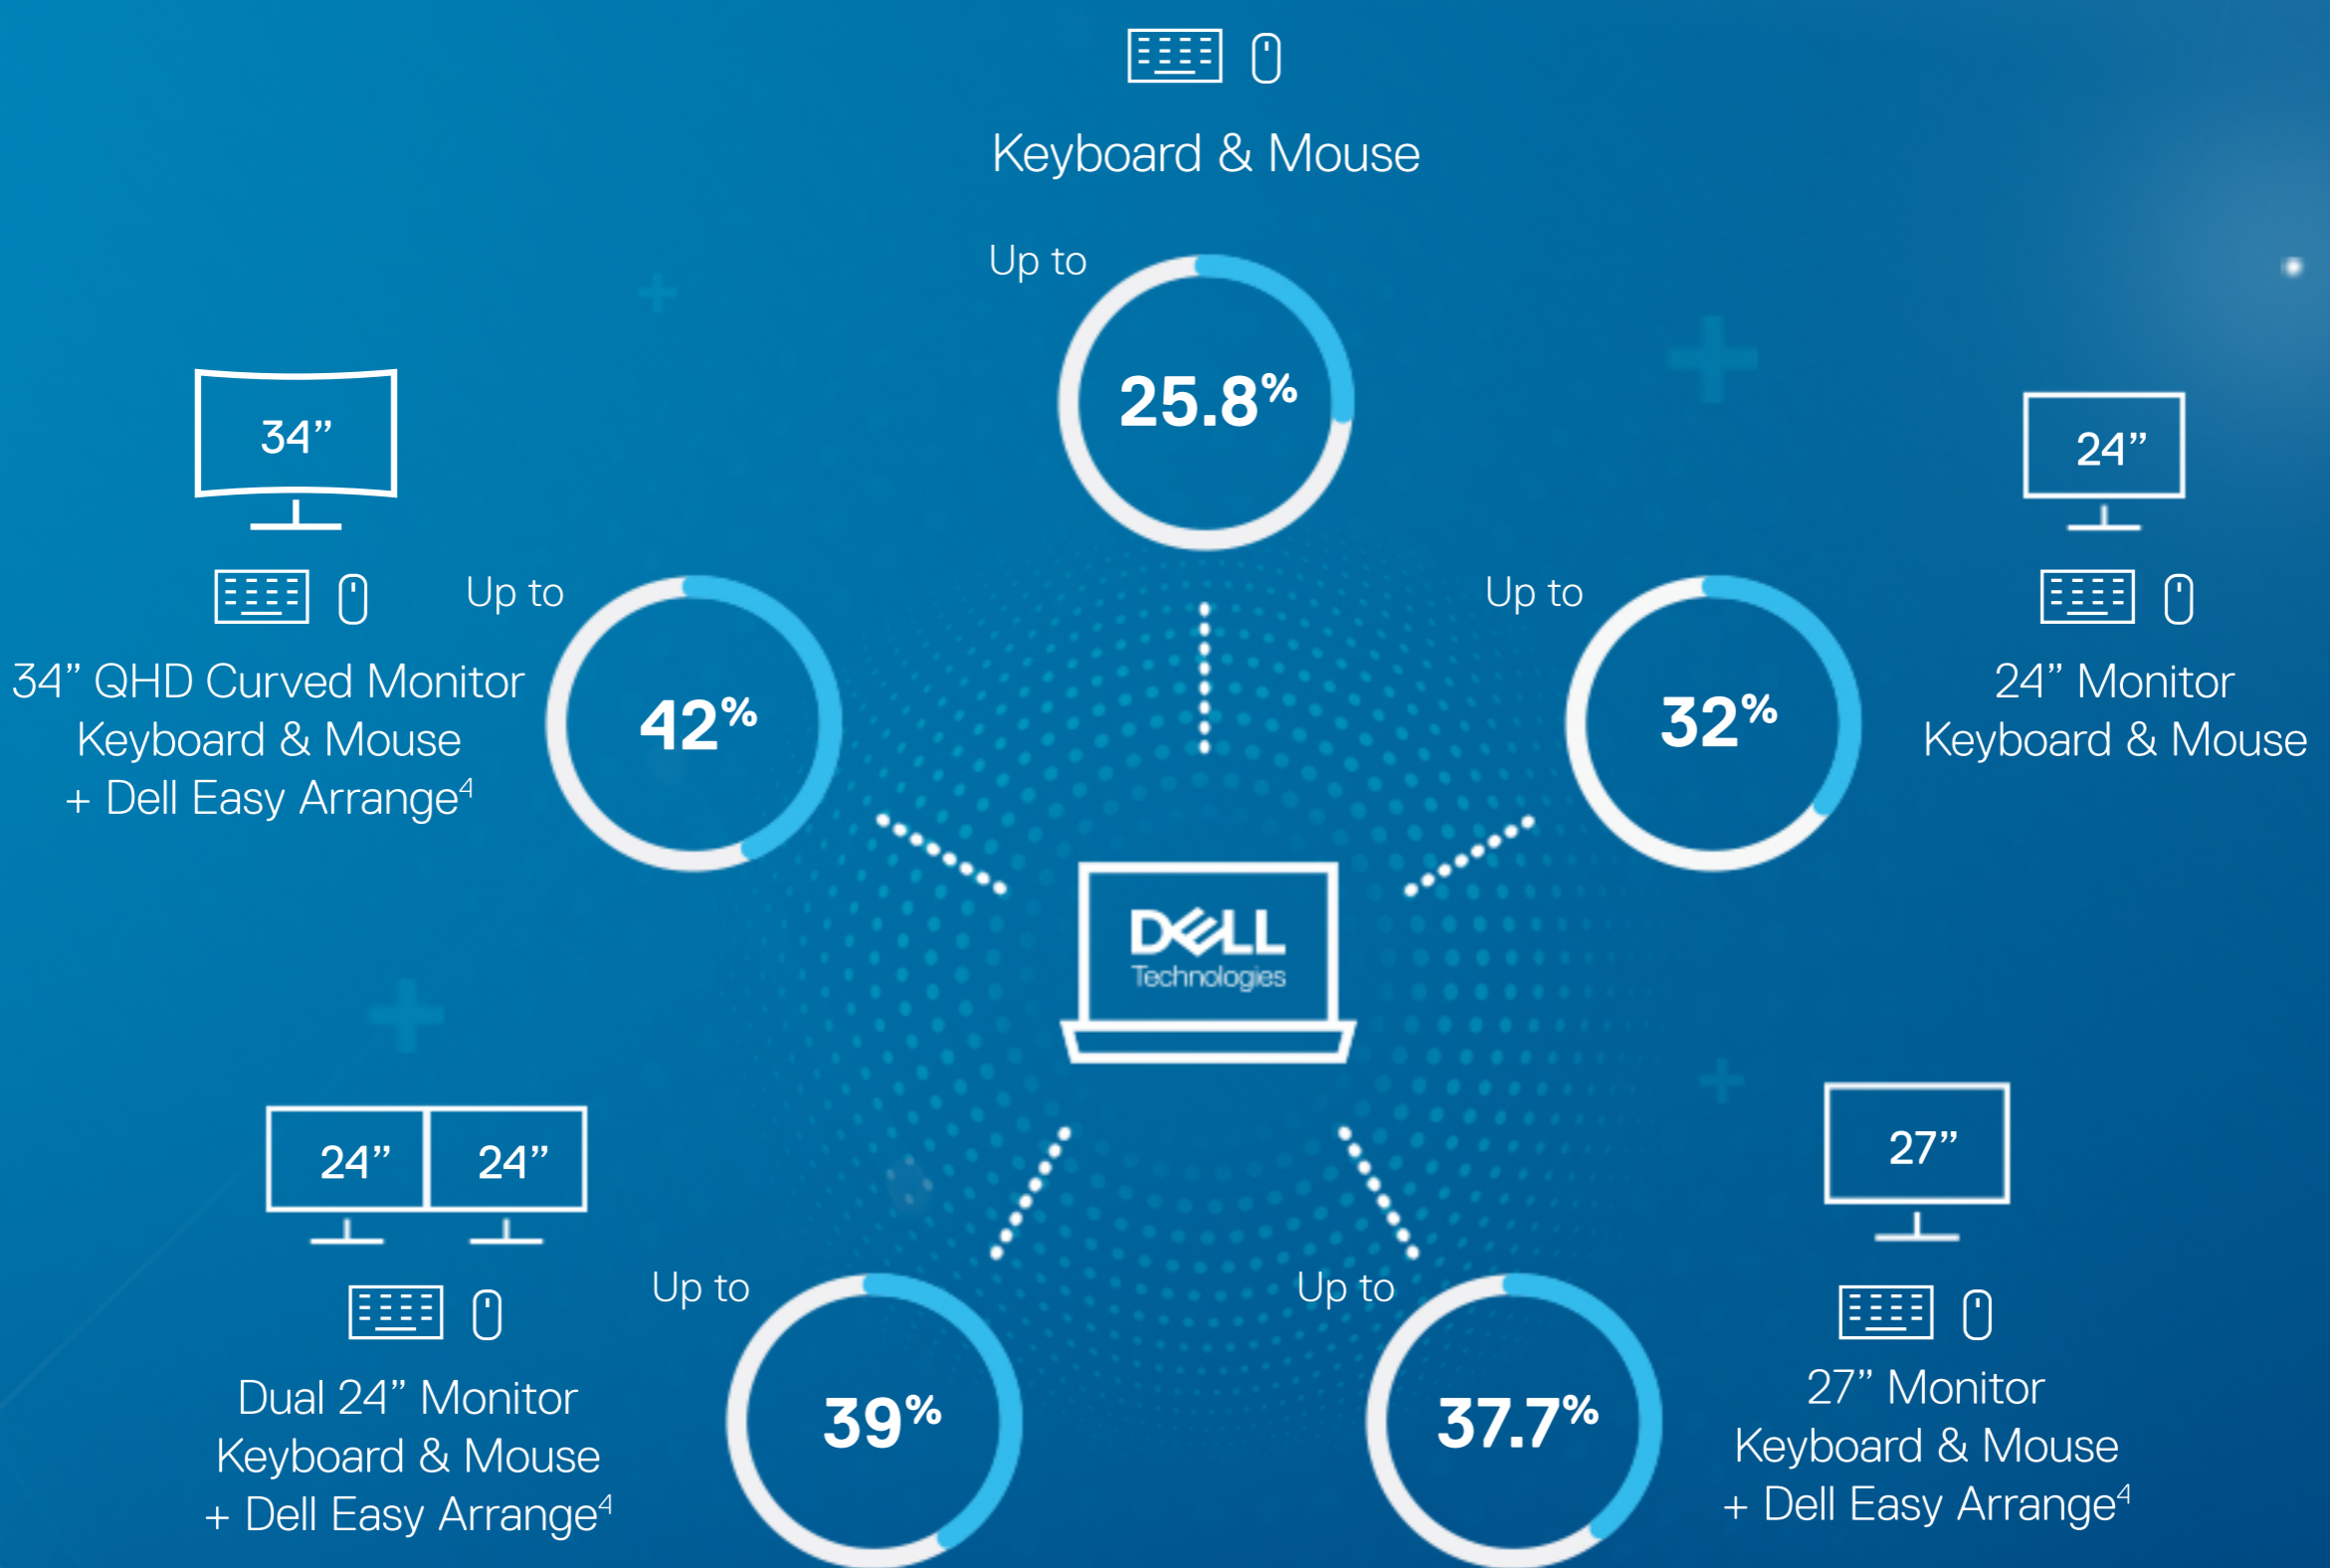 Keyboard & Mouse
Up to
25.8%
34”
Up to
42%
34” QHD Curved Monitor
Keyboard & Mouse
+ Dell Easy Arrange4
24”
Up to
32%
24” Monitor
Keyboard & Mouse
DELL
Technologies
24” 24”
Up to
39%
Dual 24” Monitor
Keyboard & Mouse
+ Dell Easy Arrange4
27”
Up to
37.7%
27” Monitor
Keyboard & Mouse
+ Dell Easy Arrange4